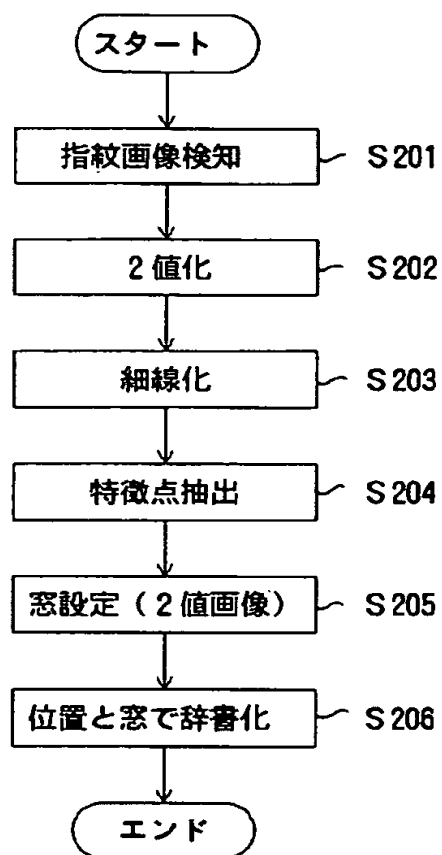 スタート
指紋画像検知 S201
2値化 S202
細線化 S203
特徴点抽出 S204
窓設定(2値画像) S205
位置と窓で辞書化 S206
エンド